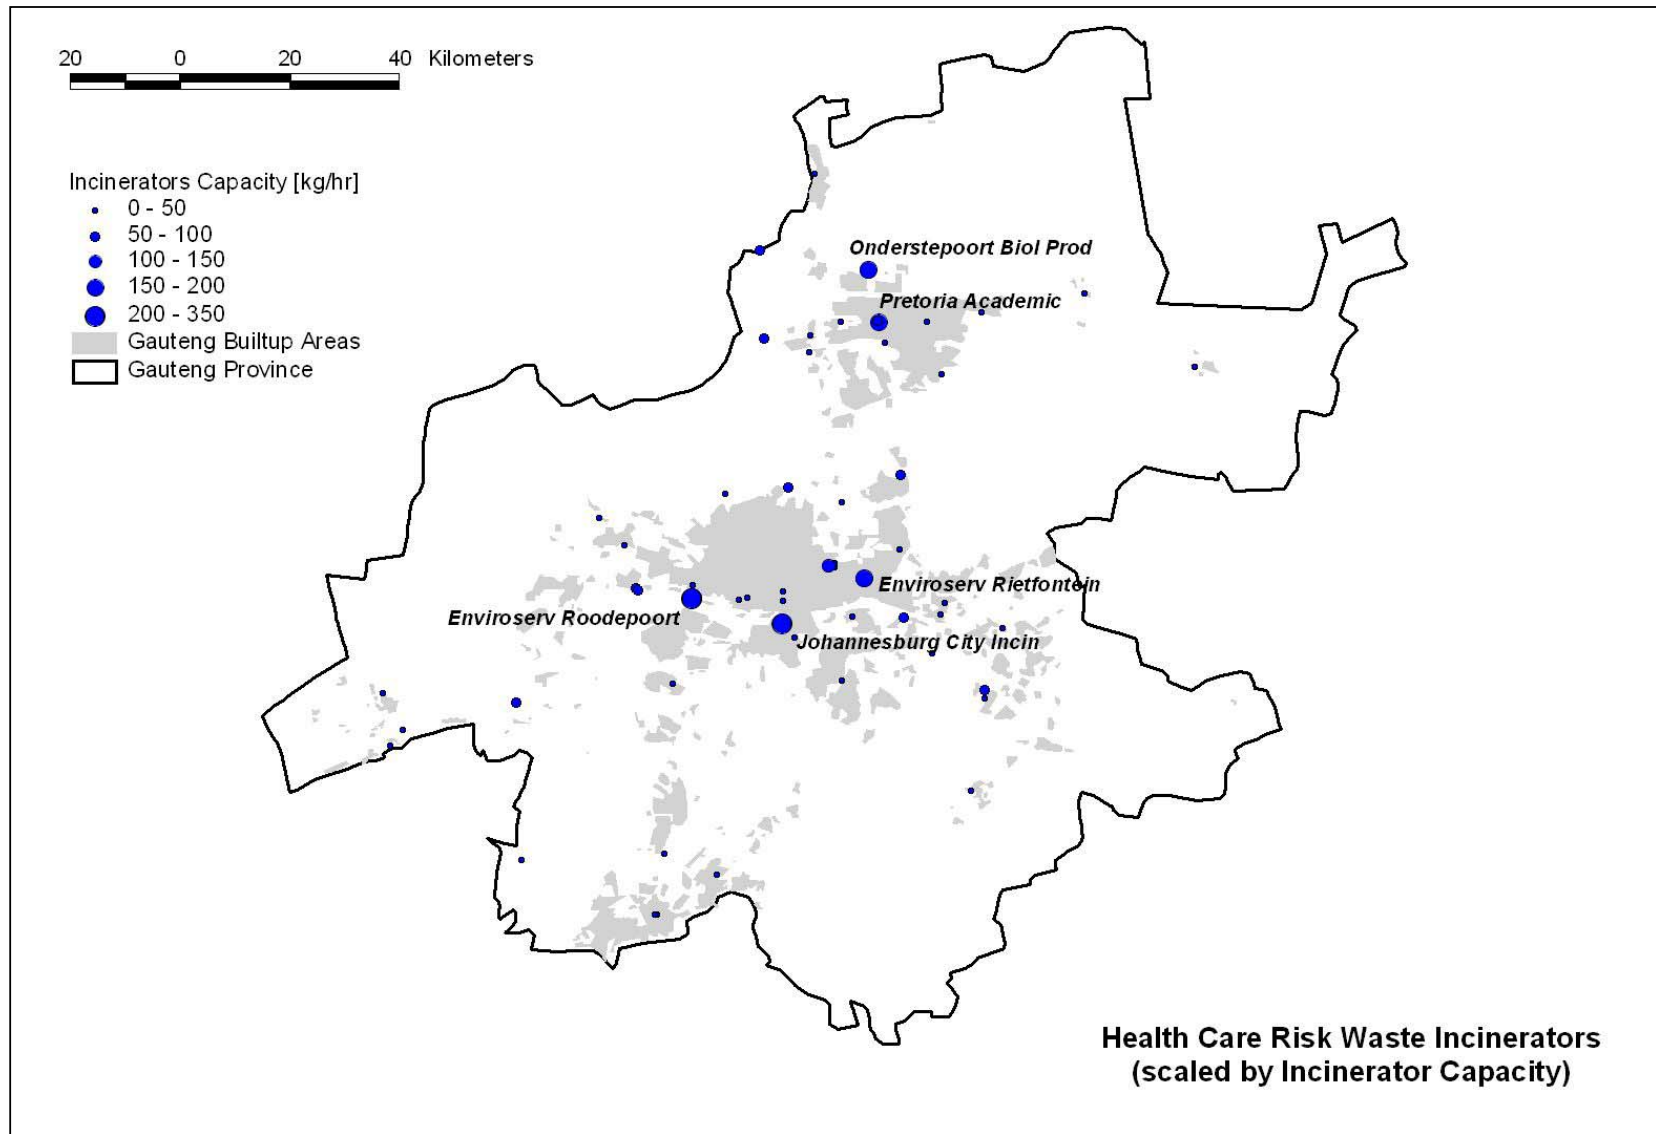 20 0 20 40 Kilometers
Incinerators Capacity [kg/hr]
0 - 50
50 - 100
100 - 150
150 - 200
200 - 350
Gauteng Builtup Areas
Gauteng Province
Onderstepoort Biol Prod
Pretoria Academic
Enviroserv Rietfontein
Enviroserv Roodepoort
Johannesburg City Incin
Health Care Risk Waste Incinerators
(scaled by Incinerator Capacity)